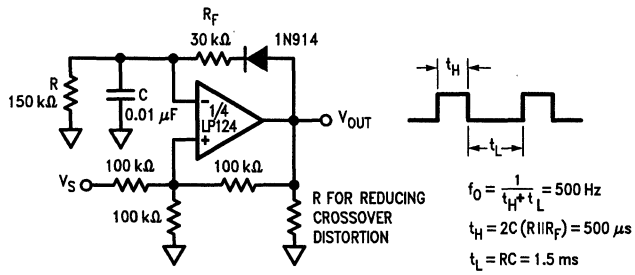 R_F
30 kΩ
1N914
R
150 kΩ
C
0.01 μF
−
1/4
LP124
+
V_OUT
V_S
100 kΩ
100 kΩ
100 kΩ
R FOR REDUCING
CROSSOVER
DISTORTION
t_H
t_L
f_O = 1/(t_H + t_L) = 500 Hz
t_H = 2C (R||R_F) = 500 μs
t_L = RC = 1.5 ms